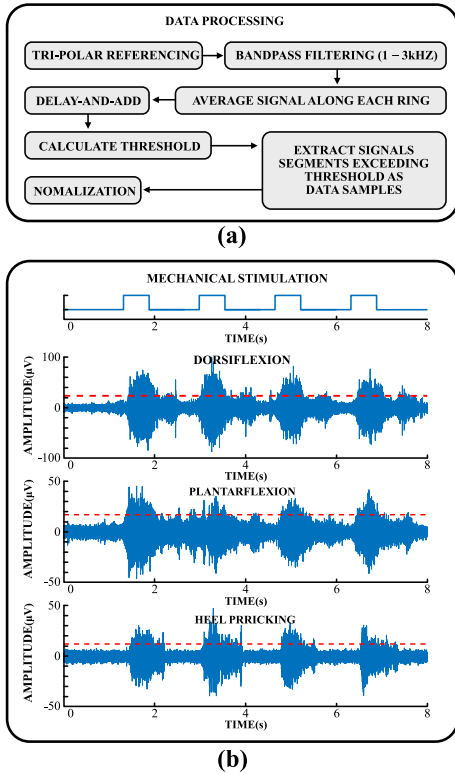 DATA PROCESSING
TRI-POLAR REFERENCING
BANDPASS FILTERING (1 – 3kHZ)
DELAY-AND-ADD
AVERAGE SIGNAL ALONG EACH RING
CALCULATE THRESHOLD
EXTRACT SIGNALS
SEGMENTS EXCEEDING
THRESHOLD AS
DATA SAMPLES
NOMALIZATION
(a)
MECHANICAL STIMULATION
0 2 4 6 8
TIME(s)
DORSIFLEXION
AMPLITUDE(μV)
100
0
-100
0 2 4 6 8
TIME(s)
PLANTARFLEXION
AMPLITUDE(μV)
50
0
-50
0 2 4 6 8
TIME(s)
HEEL PRRICKING
AMPLITUDE(μV)
50
0
-50
0 2 4 6 8
TIME(s)
(b)